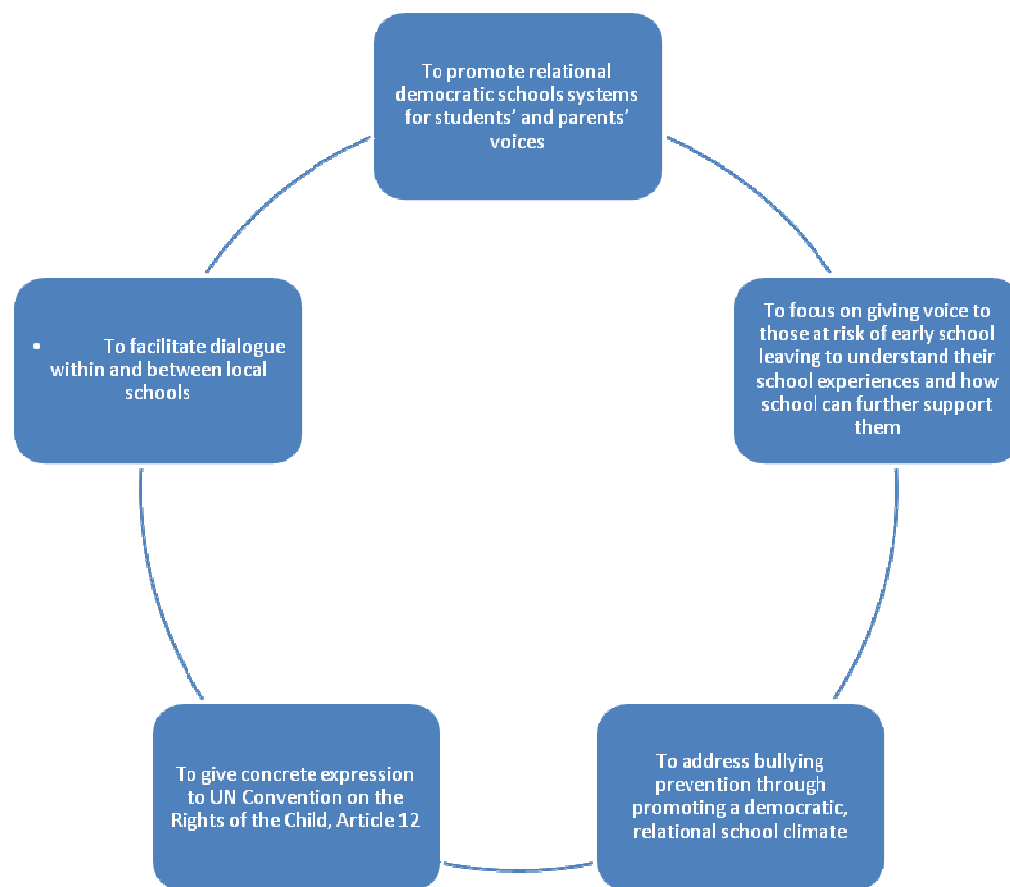 To promote relational
democratic schools systems
for students' and parents'
voices
To focus on giving voice to
those at risk of early school
leaving to understand their
school experiences and how
school can further support
them
To address bullying
prevention through
promoting a democratic,
relational school climate
To give concrete expression
to UN Convention on the
Rights of the Child, Article 12
• To facilitate dialogue
within and between local
schools